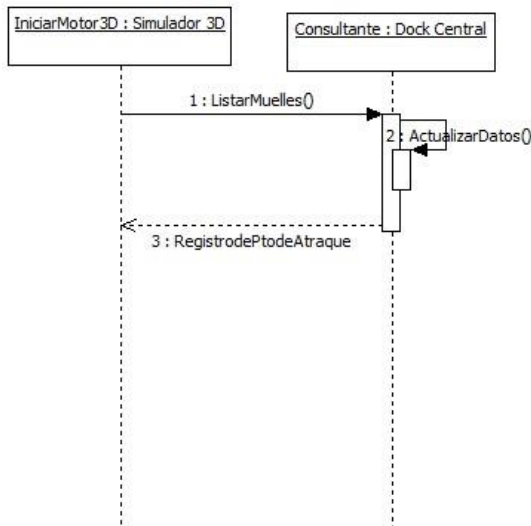 IniciarMotor3D : Simulador 3D
Consultante : Dock Central
1 : ListarMuelles()
2 : ActualizarDatos()
3 : RegistrodePtodeAtraque